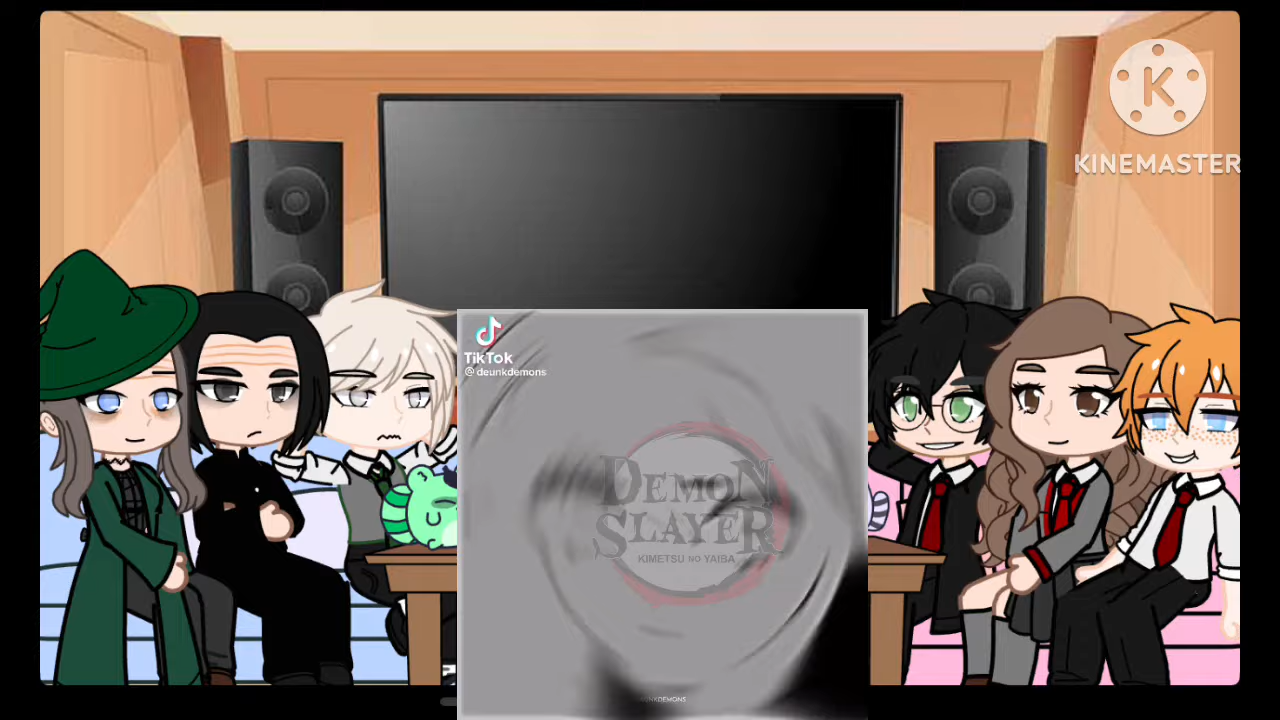 KINEMASTER
TikTok
@deunkdemons
DEMON
SLAYER
KIMETSU NO YAIBA